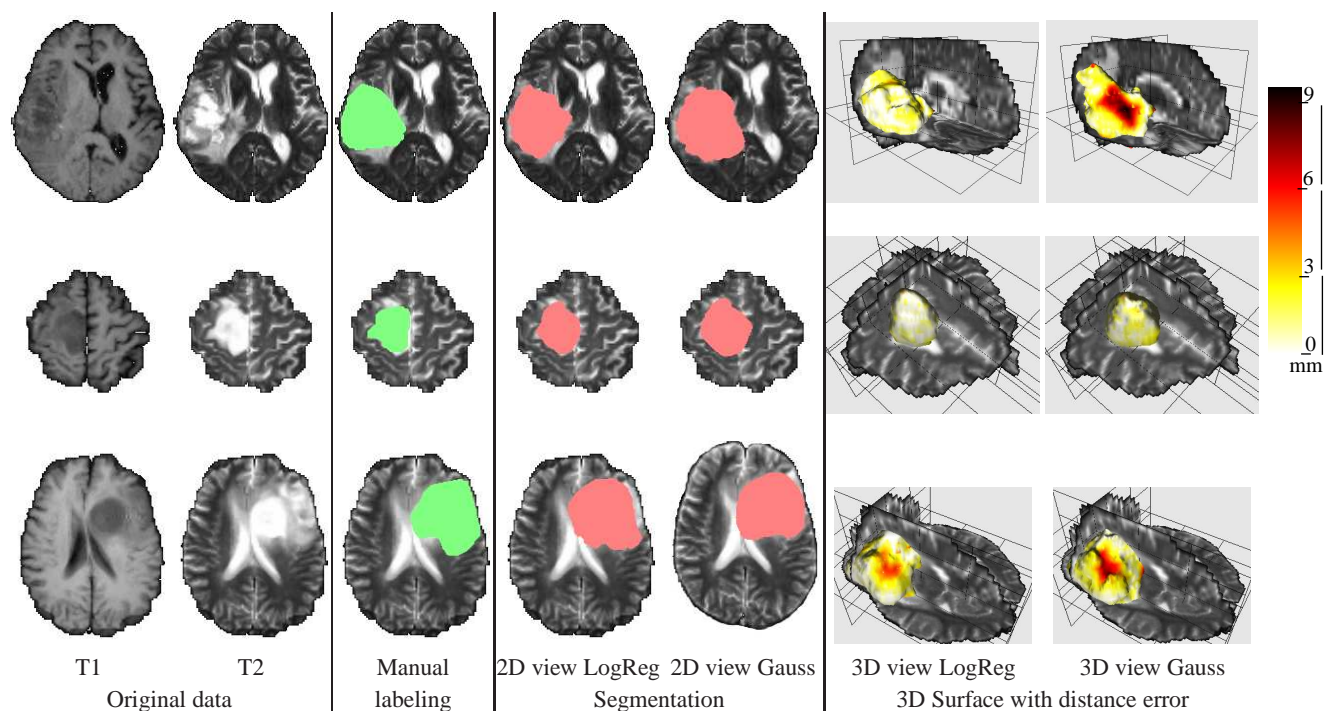 9
6
3
0
mm
T1
T2
Manual
2D view LogReg
2D view Gauss
3D view LogReg
3D view Gauss
Original data
labeling
Segmentation
3D Surface with distance error